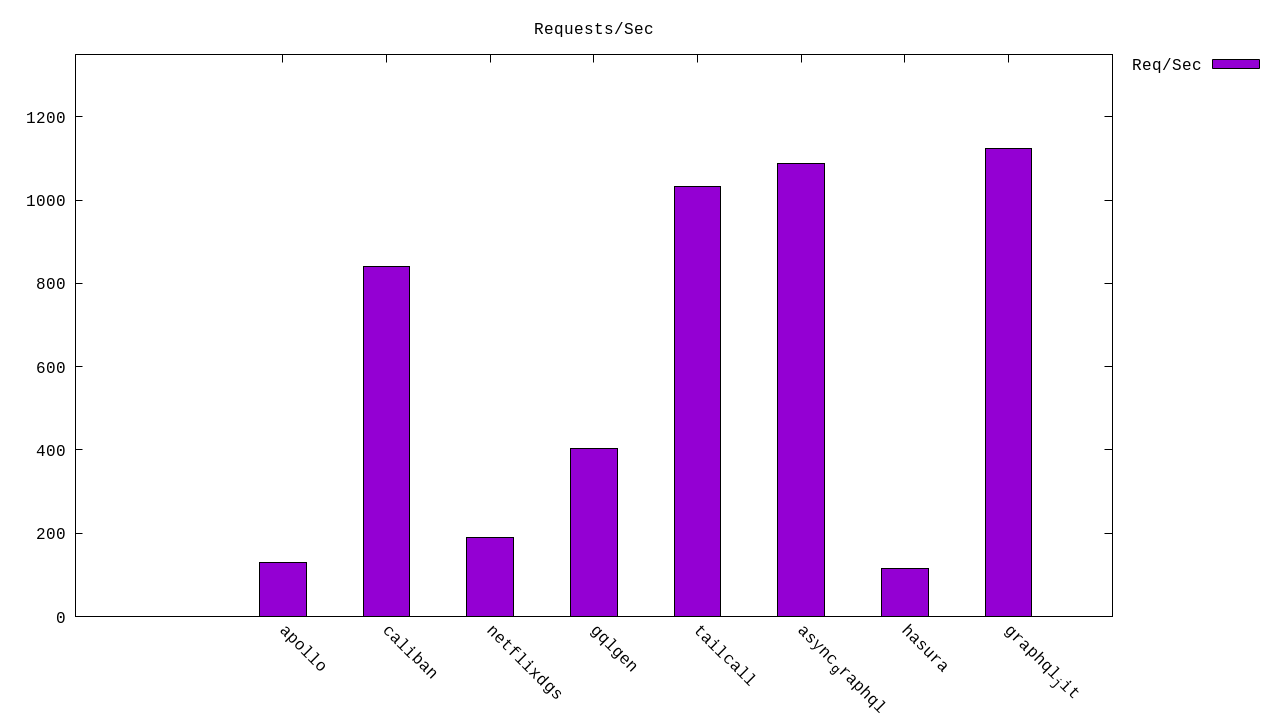 Requests/Sec
Req/Sec
1200
1000
800
600
400
200
0
apollo
caliban
netflixdgs
gqlgen
tailcall
async_graphql
hasura
graphql_jit